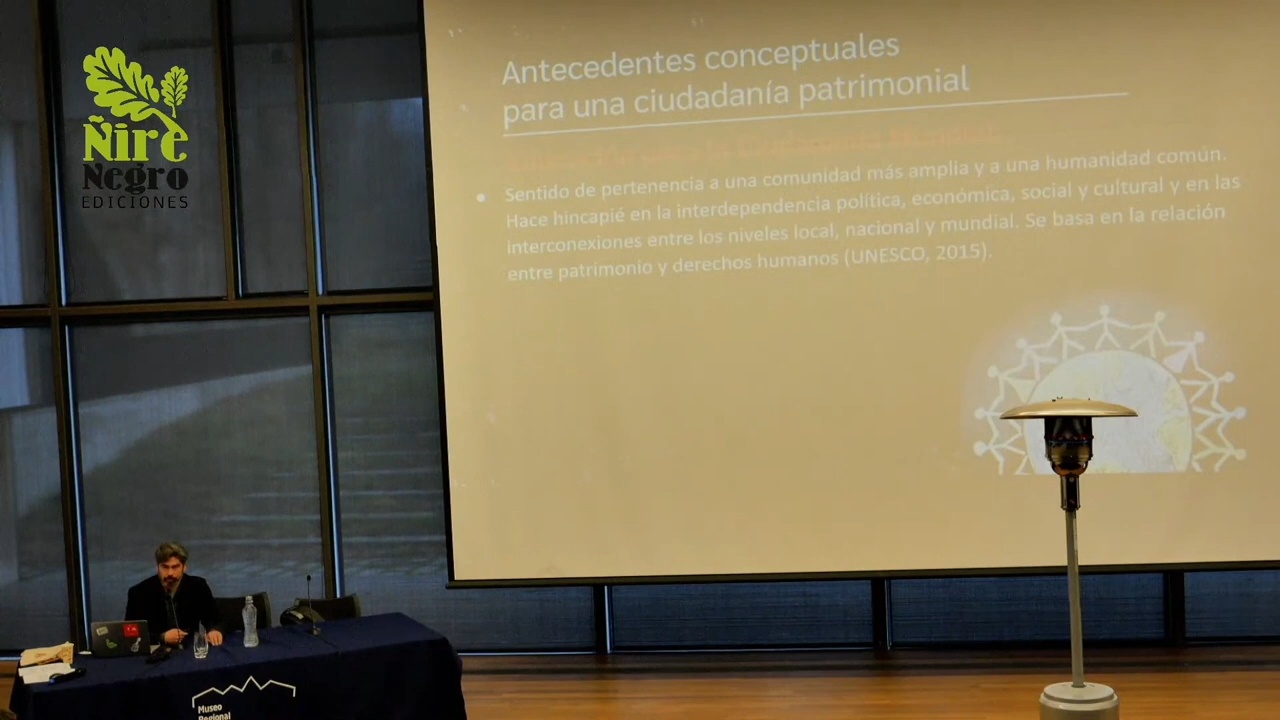 Ñire
Negro
EDICIONES
Antecedentes conceptuales
para una ciudadanía patrimonial
Sentido de pertenencia a una comunidad más amplia y a una humanidad común.
Hace hincapié en la interdependencia política, económica, social y cultural y en las
interconexiones entre los niveles local, nacional y mundial. Se basa en la relación
entre patrimonio y derechos humanos (UNESCO, 2015).
Museo
Regional